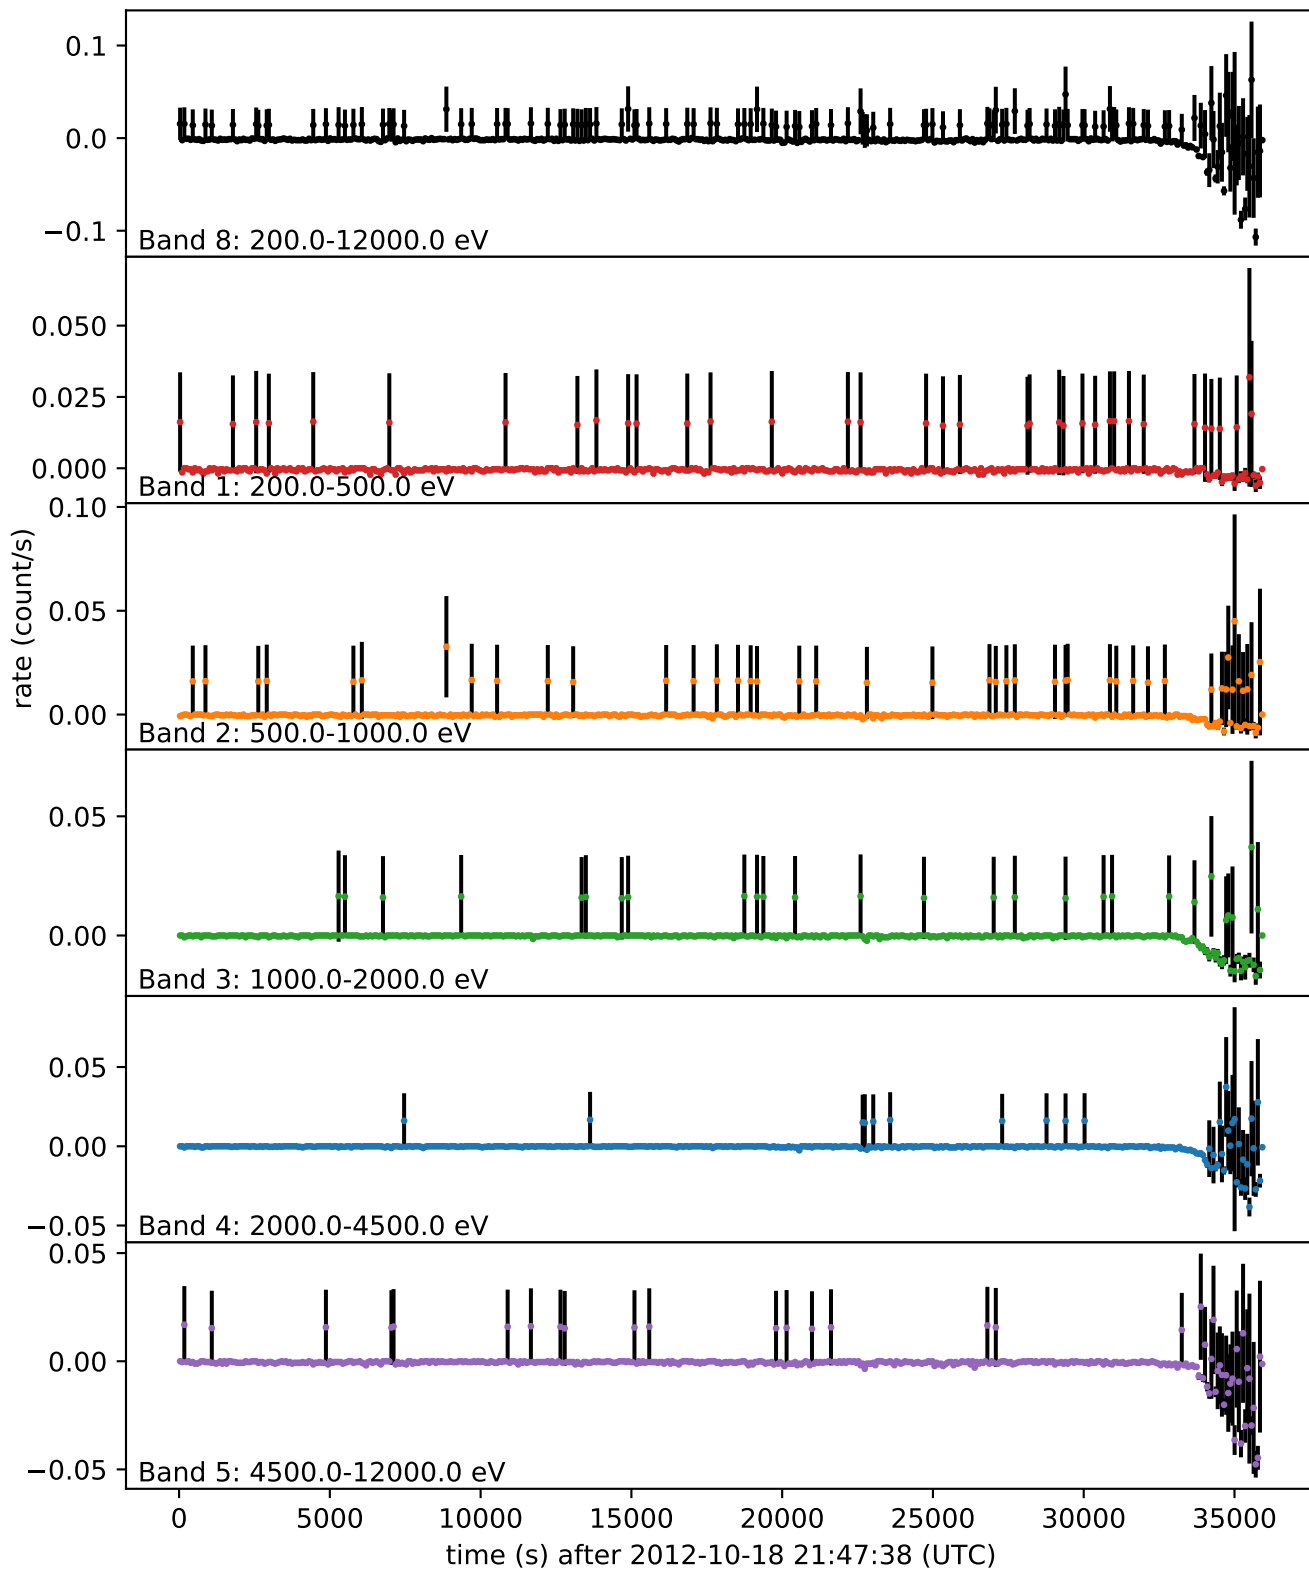 0.1
0.0
−0.1
Band 8: 200.0-12000.0 eV
0.050
0.025
0.000
Band 1: 200.0-500.0 eV
rate (count/s)
0.10
0.05
0.00
Band 2: 500.0-1000.0 eV
0.05
0.00
Band 3: 1000.0-2000.0 eV
0.05
0.00
−0.05
Band 4: 2000.0-4500.0 eV
0.05
0.00
−0.05
Band 5: 4500.0-12000.0 eV
0 5000 10000 15000 20000 25000 30000 35000
time (s) after 2012-10-18 21:47:38 (UTC)